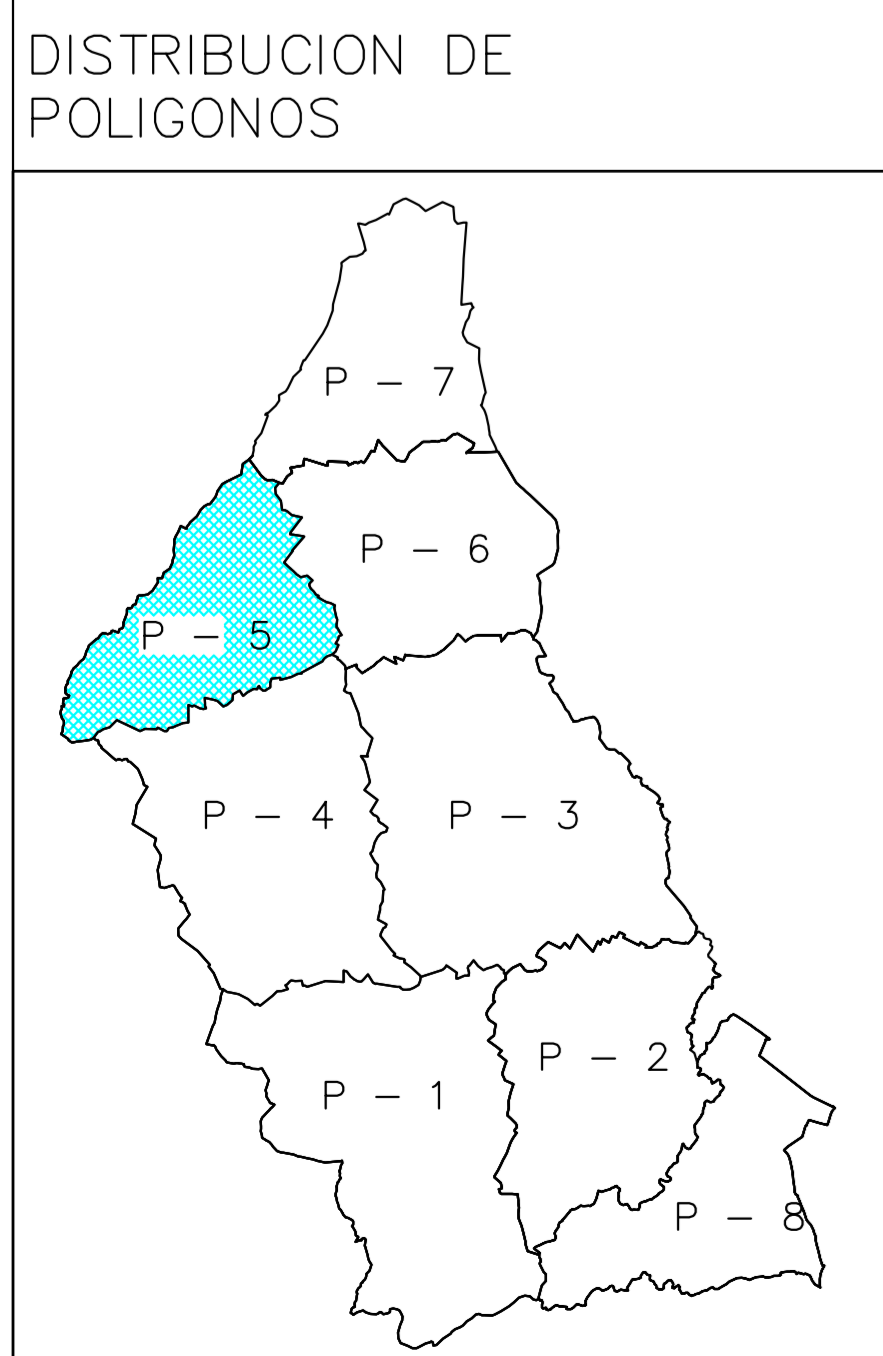 DISTRIBUCION DE
POLIGONOS
P - 7
P - 6
P - 5
P - 4
P - 3
P - 2
P - 1
P - 8